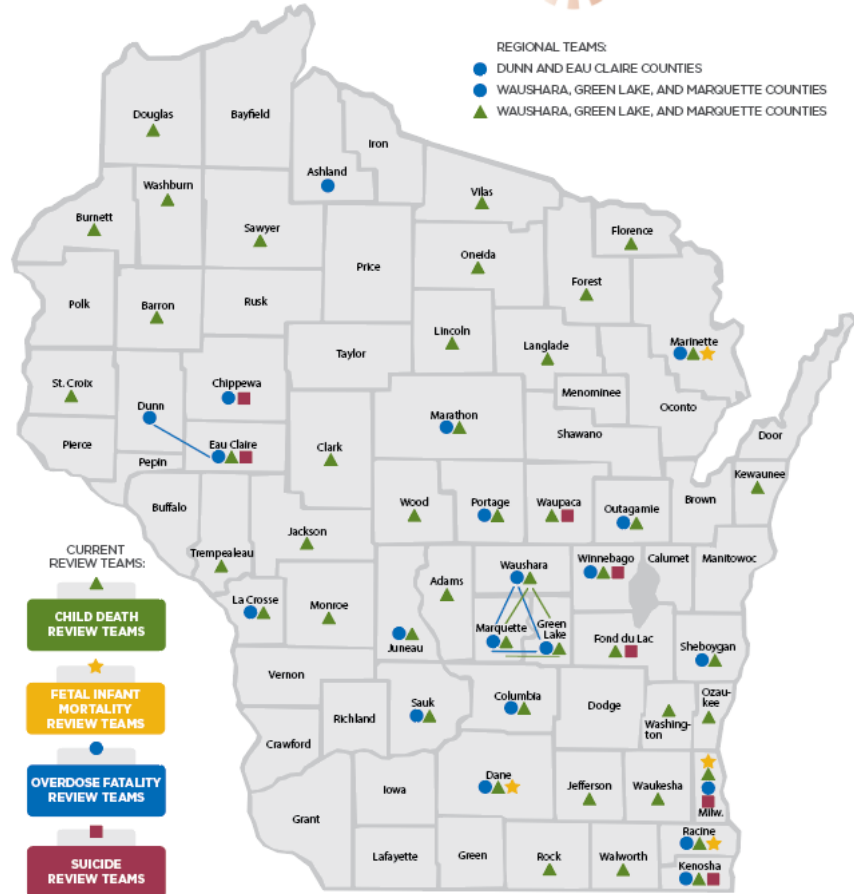 REGIONAL TEAMS:
DUNN AND EAU CLAIRE COUNTIES
WAUSHARA, GREEN LAKE, AND MARQUETTE COUNTIES
WAUSHARA, GREEN LAKE, AND MARQUETTE COUNTIES
Douglas
Bayfield
Iron
Ashland
Washburn
Vilas
Burnett
Sawyer
Florence
Oneida
Price
Forest
Polk
Rusk
Barron
Lincoln
Langlade
Marinette
Taylor
St. Croix
Chippewa
Menominee
Oconto
Dunn
Marathon
Shawano
Eau Claire
Clark
Door
Pierce
Pepin
Kewaunee
Buffalo
Wood
Portage
Waupaca
Outagamie
Brown
Jackson
Trempealeau
Waushara
Winnebago
Calumet
Manitowoc
Adams
La Crosse
Monroe
Marquette
Green
Lake
Fond du Lac
Sheboygan
Juneau
Vernon
Columbia
Dodge
Ozau-
kee
Sauk
Washing-
ton
Richland
Crawford
Dane
Jefferson
Waukesha
Iowa
Milw.
Grant
Racine
Lafayette
Green
Rock
Walworth
Kenosha
CURRENT
REVIEW TEAMS:
CHILD DEATH
REVIEW TEAMS
FETAL INFANT
MORTALITY
REVIEW TEAMS
OVERDOSE FATALITY
REVIEW TEAMS
SUICIDE
REVIEW TEAMS